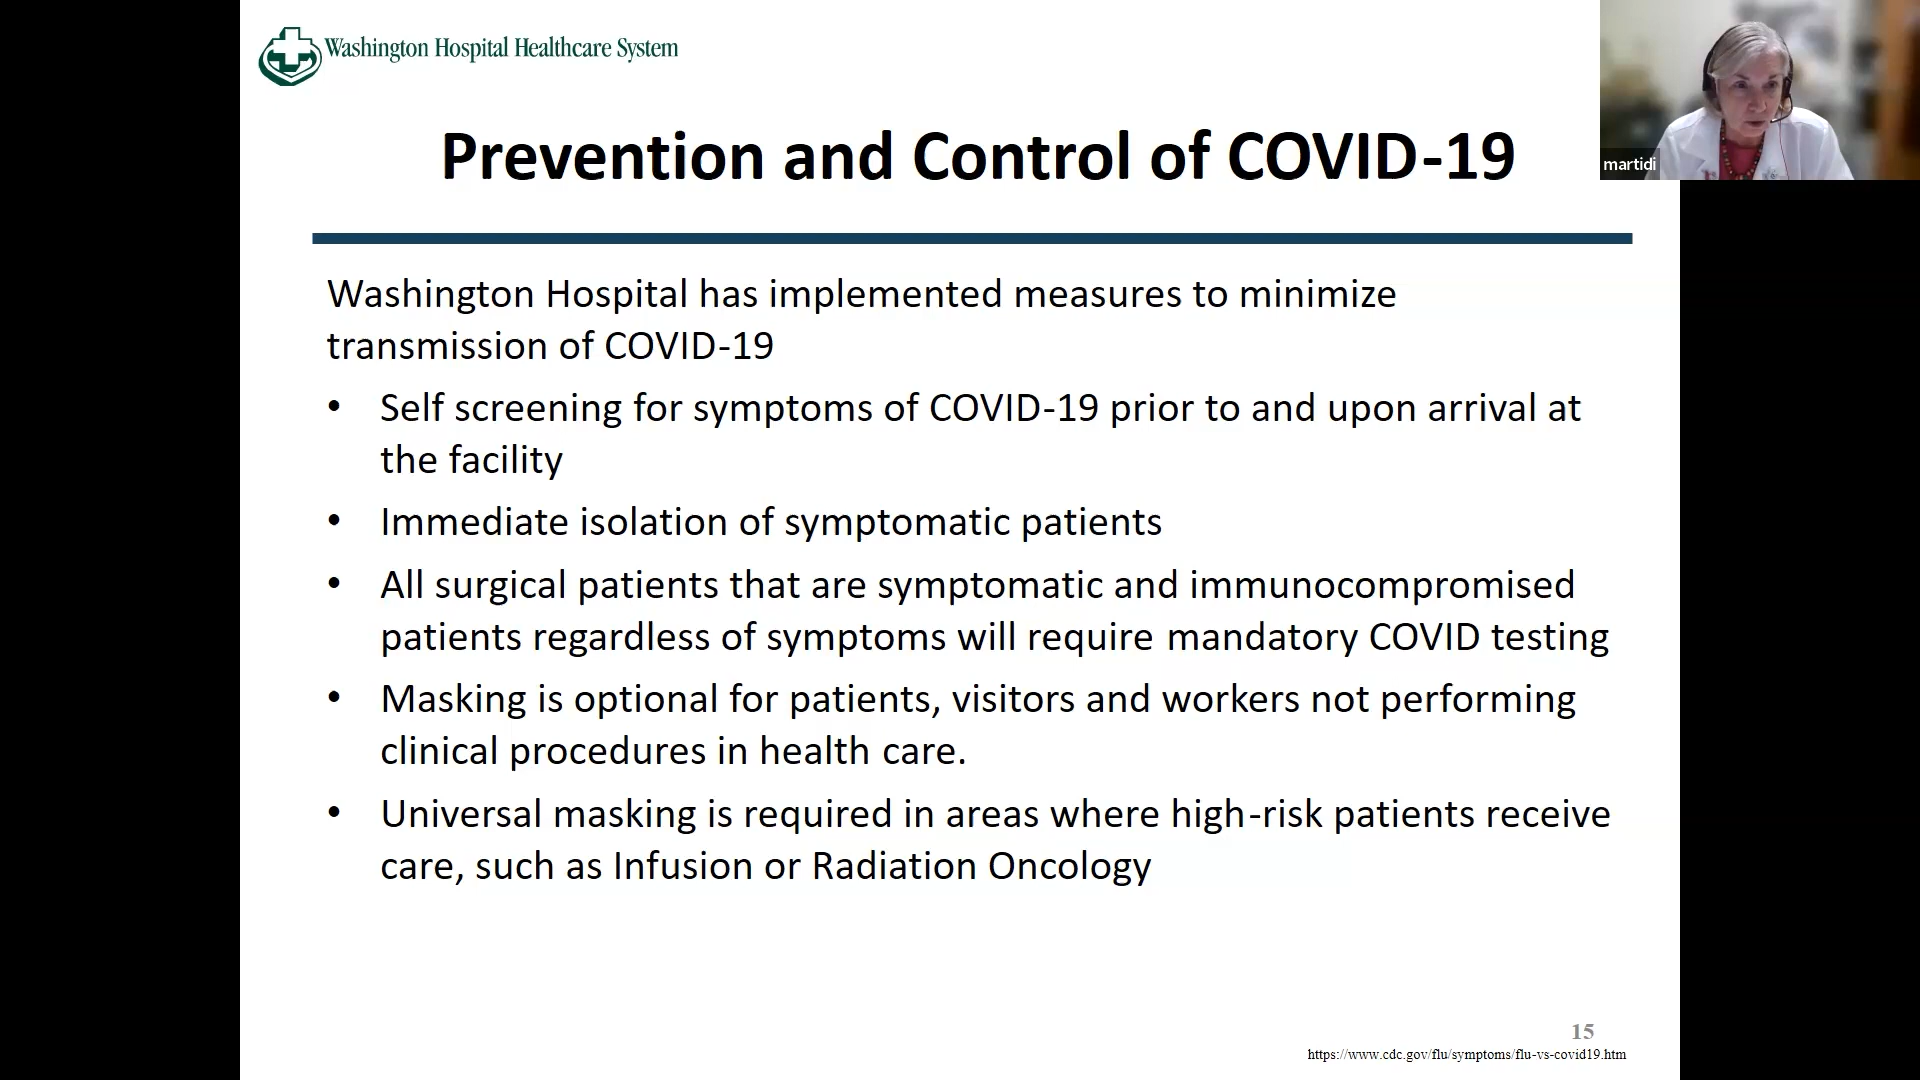 Washington Hospital Healthcare System
martidi
Prevention and Control of COVID-19
Washington Hospital has implemented measures to minimize
transmission of COVID-19
• Self screening for symptoms of COVID-19 prior to and upon arrival at
the facility
• Immediate isolation of symptomatic patients
• All surgical patients that are symptomatic and immunocompromised
patients regardless of symptoms will require mandatory COVID testing
• Masking is optional for patients, visitors and workers not performing
clinical procedures in health care.
• Universal masking is required in areas where high-risk patients receive
care, such as Infusion or Radiation Oncology
15
https://www.cdc.gov/flu/symptoms/flu-vs-covid19.htm